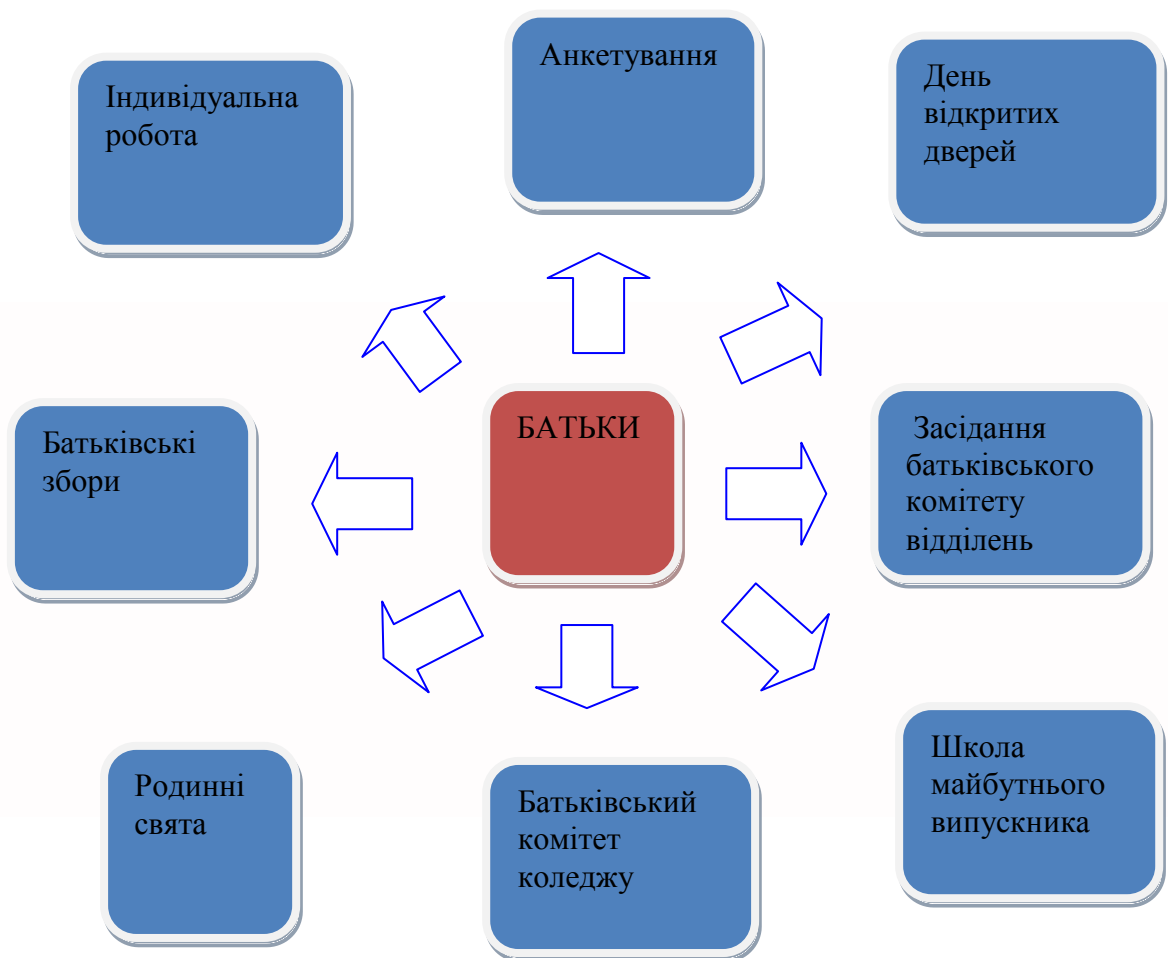 Індивідуальна
робота
Анкетування
День
відкритих
дверей
Батьківські
збори
БАТЬКИ
Засідання
батьківського
комітету
відділень
Родинні
свята
Батьківський
комітет
коледжу
Школа
майбутнього
випускника